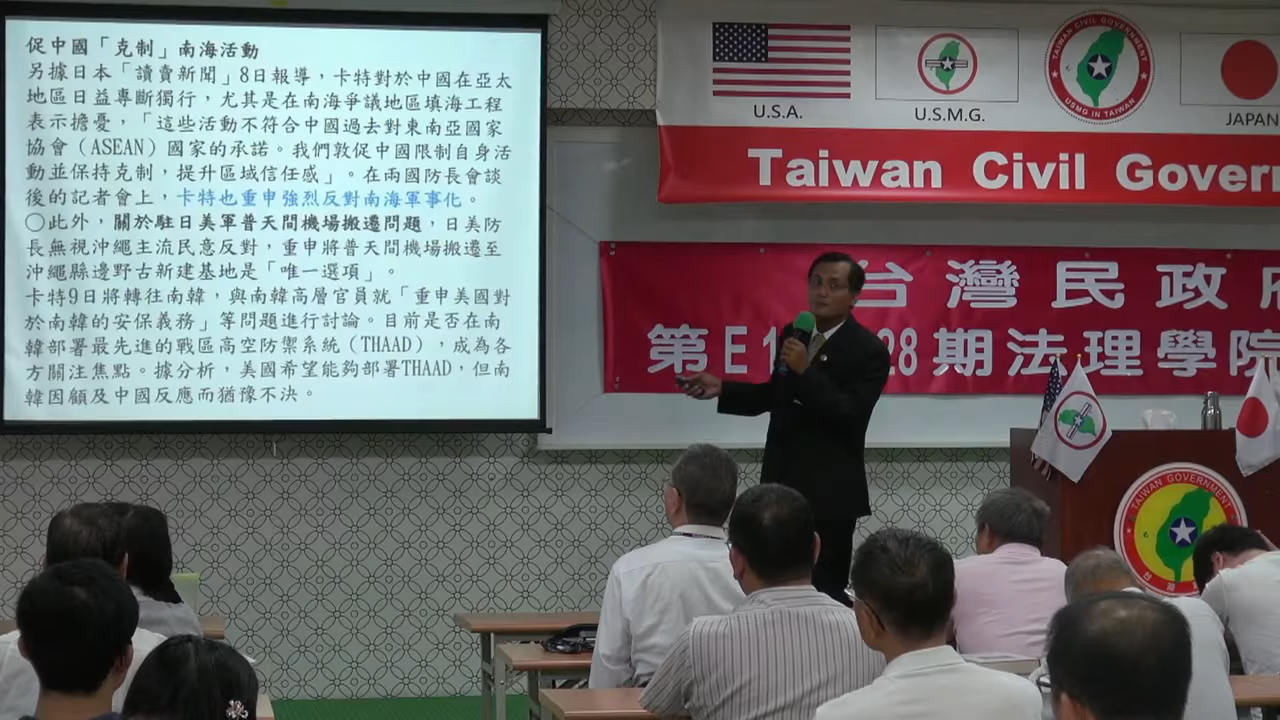 促中國「克制」南海活動
另據日本「讀賣新聞」8日報導，卡特對於中國在亞太
地區日益專斷獨行，尤其是在南海爭議地區填海工程
表示擔憂，「這些活動不符合中國過去對東南亞國家
協會（ASEAN）國家的承諾。我們敦促中國限制自身活
動並保持克制，提升區域信任感」。在兩國防長會談
後的記者會上，卡特也重申強烈反對南海軍事化。
○此外，關於駐日美軍普天間機場搬遷問題，日美防
長無視沖繩主流民意反對，重申將普天間機場搬遷至
沖繩縣邊野古新建基地是「唯一選項」。
卡特9日將轉往南韓，與南韓高層官員就「重申美國對
於南韓的安保義務」等問題進行討論。目前是否在南
韓部署最先進的戰區高空防禦系統（THAAD），成為各
方關注焦點。據分析，美國希望能夠部署THAAD，但南
韓因顧及中國反應而猶豫不決。
U.S.A.
U.S.M.G.
TAIWAN CIVIL GOVERNMENT
USMG IN TAIWAN
JAPAN
Taiwan Civil Govern
台灣民政府
第E1 28期法理學院
TAIWAN GOVERNMENT